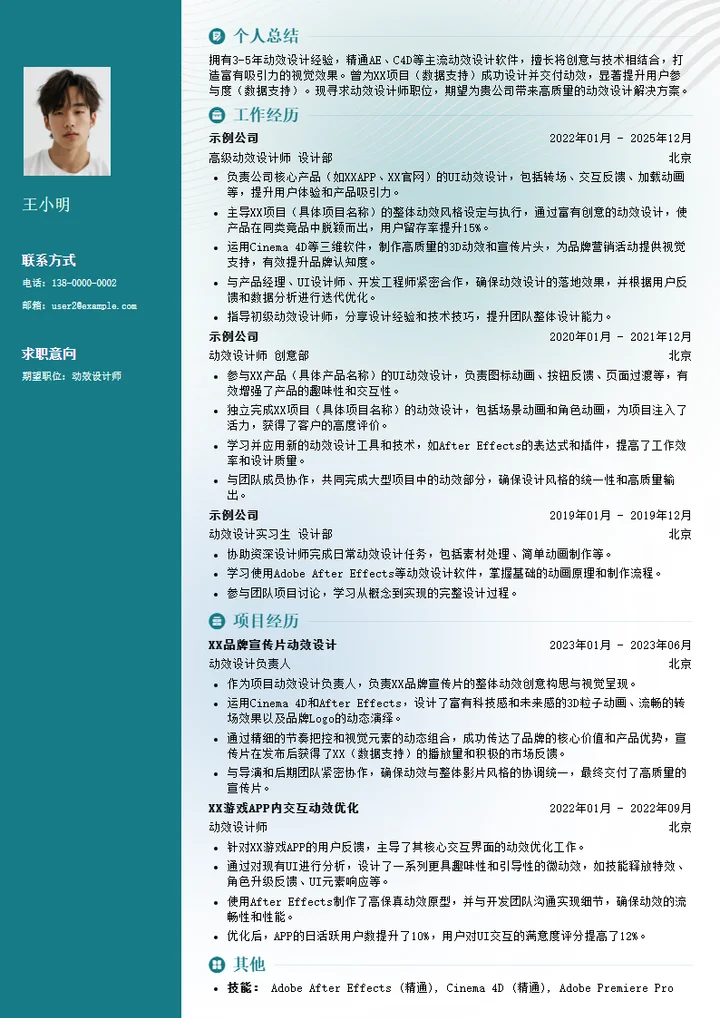 王小明
联系方式
电话：138-0000-0002
邮箱：user2@example.com
求职意向
期望职位：动效设计师
个人总结
拥有3-5年动效设计经验，精通AE、C4D等主流动效设计软件，擅长将创意与技术相结合，打
造富有吸引力的视觉效果。曾为XX项目（数据支持）成功设计并交付动效，显著提升用户参
与度（数据支持）。现寻求动效设计师职位，期望为贵公司带来高质量的动效设计解决方案。
工作经历
示例公司 2022年01月 - 2025年12月
高级动效设计师 设计部 北京
• 负责公司核心产品（如XXAPP、XX官网）的UI动效设计，包括转场、交互反馈、加载动画
等，提升用户体验和产品吸引力。
• 主导XX项目（具体项目名称）的整体动效风格设定与执行，通过富有创意的动效设计，使
产品在同类竞品中脱颖而出，用户留存率提升15%。
• 运用Cinema 4D等三维软件，制作高质量的3D动效和宣传片头，为品牌营销活动提供视觉
支持，有效提升品牌认知度。
• 与产品经理、UI设计师、开发工程师紧密合作，确保动效设计的落地效果，并根据用户反
馈和数据分析进行迭代优化。
• 指导初级动效设计师，分享设计经验和技术技巧，提升团队整体设计能力。
示例公司 2020年01月 - 2021年12月
动效设计师 创意部 北京
• 参与XX产品（具体产品名称）的UI动效设计，负责图标动画、按钮反馈、页面过渡等，有
效增强了产品的趣味性和交互性。
• 独立完成XX项目（具体项目名称）的动效设计，包括场景动画和角色动画，为项目注入了
活力，获得了客户的高度评价。
• 学习并应用新的动效设计工具和技术，如After Effects的表达式和插件，提高了工作效
率和设计质量。
• 与团队成员协作，共同完成大型项目中的动效部分，确保设计风格的统一性和高质量输
出。
示例公司 2019年01月 - 2019年12月
动效设计实习生 设计部 北京
• 协助资深设计师完成日常动效设计任务，包括素材处理、简单动画制作等。
• 学习使用Adobe After Effects等动效设计软件，掌握基础的动画原理和制作流程。
• 参与团队项目讨论，学习从概念到实现的完整设计过程。
项目经历
XX品牌宣传片动效设计 2023年01月 - 2023年06月
动效设计负责人 北京
• 作为项目动效设计负责人，负责XX品牌宣传片的整体动效创意构思与视觉呈现。
• 运用Cinema 4D和After Effects，设计了富有科技感和未来感的3D粒子动画、流畅的转
场效果以及品牌Logo的动态演绎。
• 通过精细的节奏把控和视觉元素的动态组合，成功传达了品牌的核心价值和产品优势，宣
传片在发布后获得了XX（数据支持）的播放量和积极的市场反馈。
• 与导演和后期团队紧密协作，确保动效与整体影片风格的协调统一，最终交付了高质量的
宣传片。
XX游戏APP内交互动效优化 2022年01月 - 2022年09月
动效设计师 北京
• 针对XX游戏APP的用户反馈，主导了其核心交互界面的动效优化工作。
• 通过对现有UI进行分析，设计了一系列更具趣味性和引导性的微动效，如技能释放特效、
角色升级反馈、UI元素响应等。
• 使用After Effects制作了高保真动效原型，并与开发团队沟通实现细节，确保动效的流
畅性和性能。
• 优化后，APP的日活跃用户数提升了10%，用户对UI交互的满意度评分提高了12%。
其他
• 技能： Adobe After Effects (精通), Cinema 4D (精通), Adobe Premiere Pro